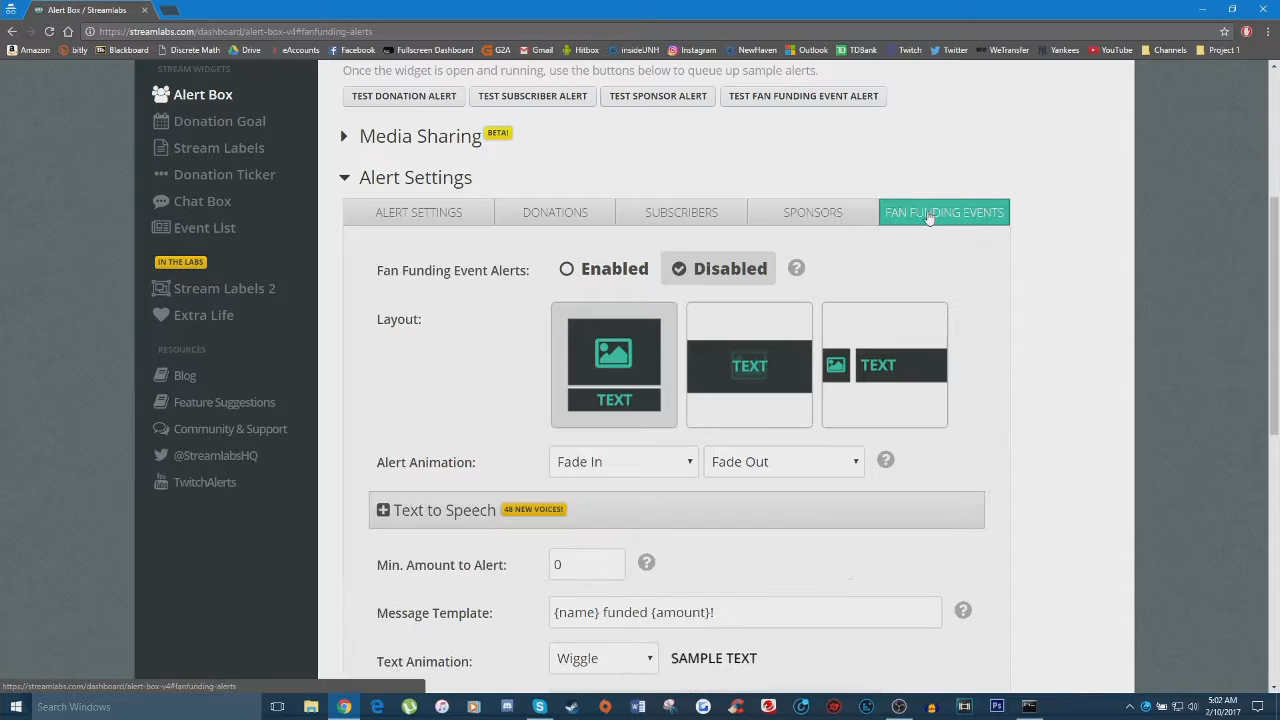 Alert Box / Streamlabs
https://streamlabs.com/dashboard/alert-box-v4#fanfunding-alerts
Amazon bitly Blackboard Discrete Math Dropbox Facebook Fullscreen Dashboard G2A Gmail Hitbox insideUNH Instagram NewHaven Outlook TDBank Twitch Twitter WeTransfer Yankees YouTube Channels Project 1
STREAM WIDGETS
Alert Box
Donation Goal
Stream Labels
Donation Ticker
Chat Box
Event List
IN THE LABS
Stream Labels 2
Extra Life
RESOURCES
Blog
Feature Suggestions
Community & Support
@StreamlabsHQ
TwitchAlerts
Once the widget is open and running, use the buttons below to queue up sample alerts.
TEST DONATION ALERT TEST SUBSCRIBER ALERT TEST SPONSOR ALERT TEST FAN FUNDING EVENT ALERT
Media Sharing BETA!
Alert Settings
ALERT SETTINGS DONATIONS SUBSCRIBERS SPONSORS FAN FUNDING EVENTS
Fan Funding Event Alerts: Enabled Disabled ?
Layout:
TEXT TEXT TEXT
Alert Animation: Fade In Fade Out ?
Text to Speech 48 NEW VOICES!
Min. Amount to Alert: 0 ?
Message Template: {name} funded {amount}! ?
Text Animation: Wiggle SAMPLE TEXT
https://streamlabs.com/dashboard/alert-box-v4#fanfunding-alerts
Search Windows
5:02 AM
2/10/2017